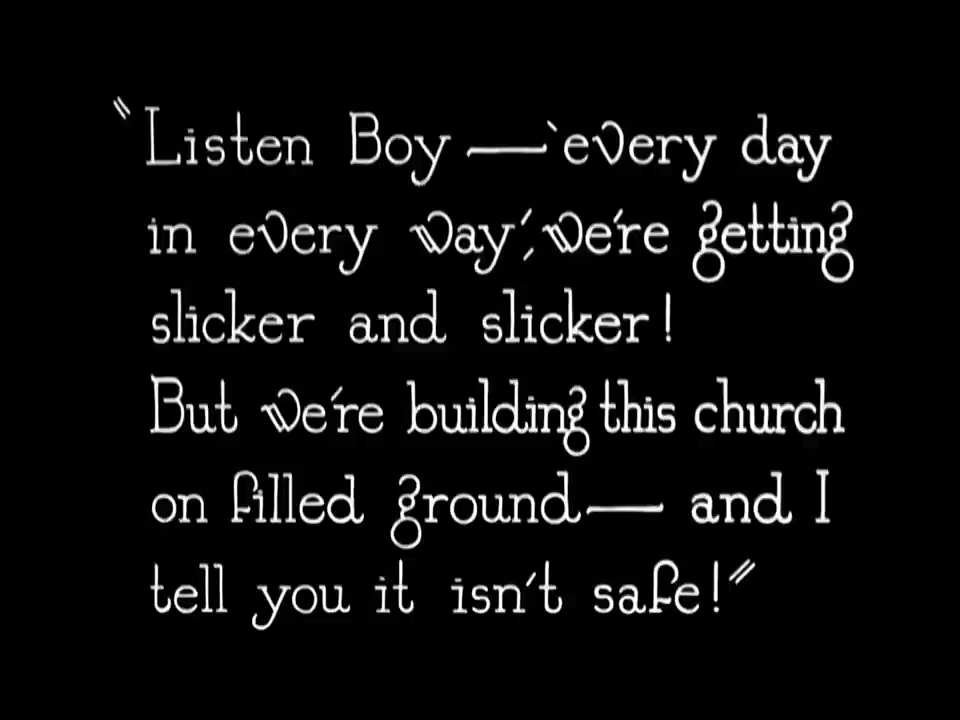 "Listen Boy — 'every day
in every way', we're getting
slicker and slicker!
But we're building this church
on filled ground — and I
tell you it isn't safe!"